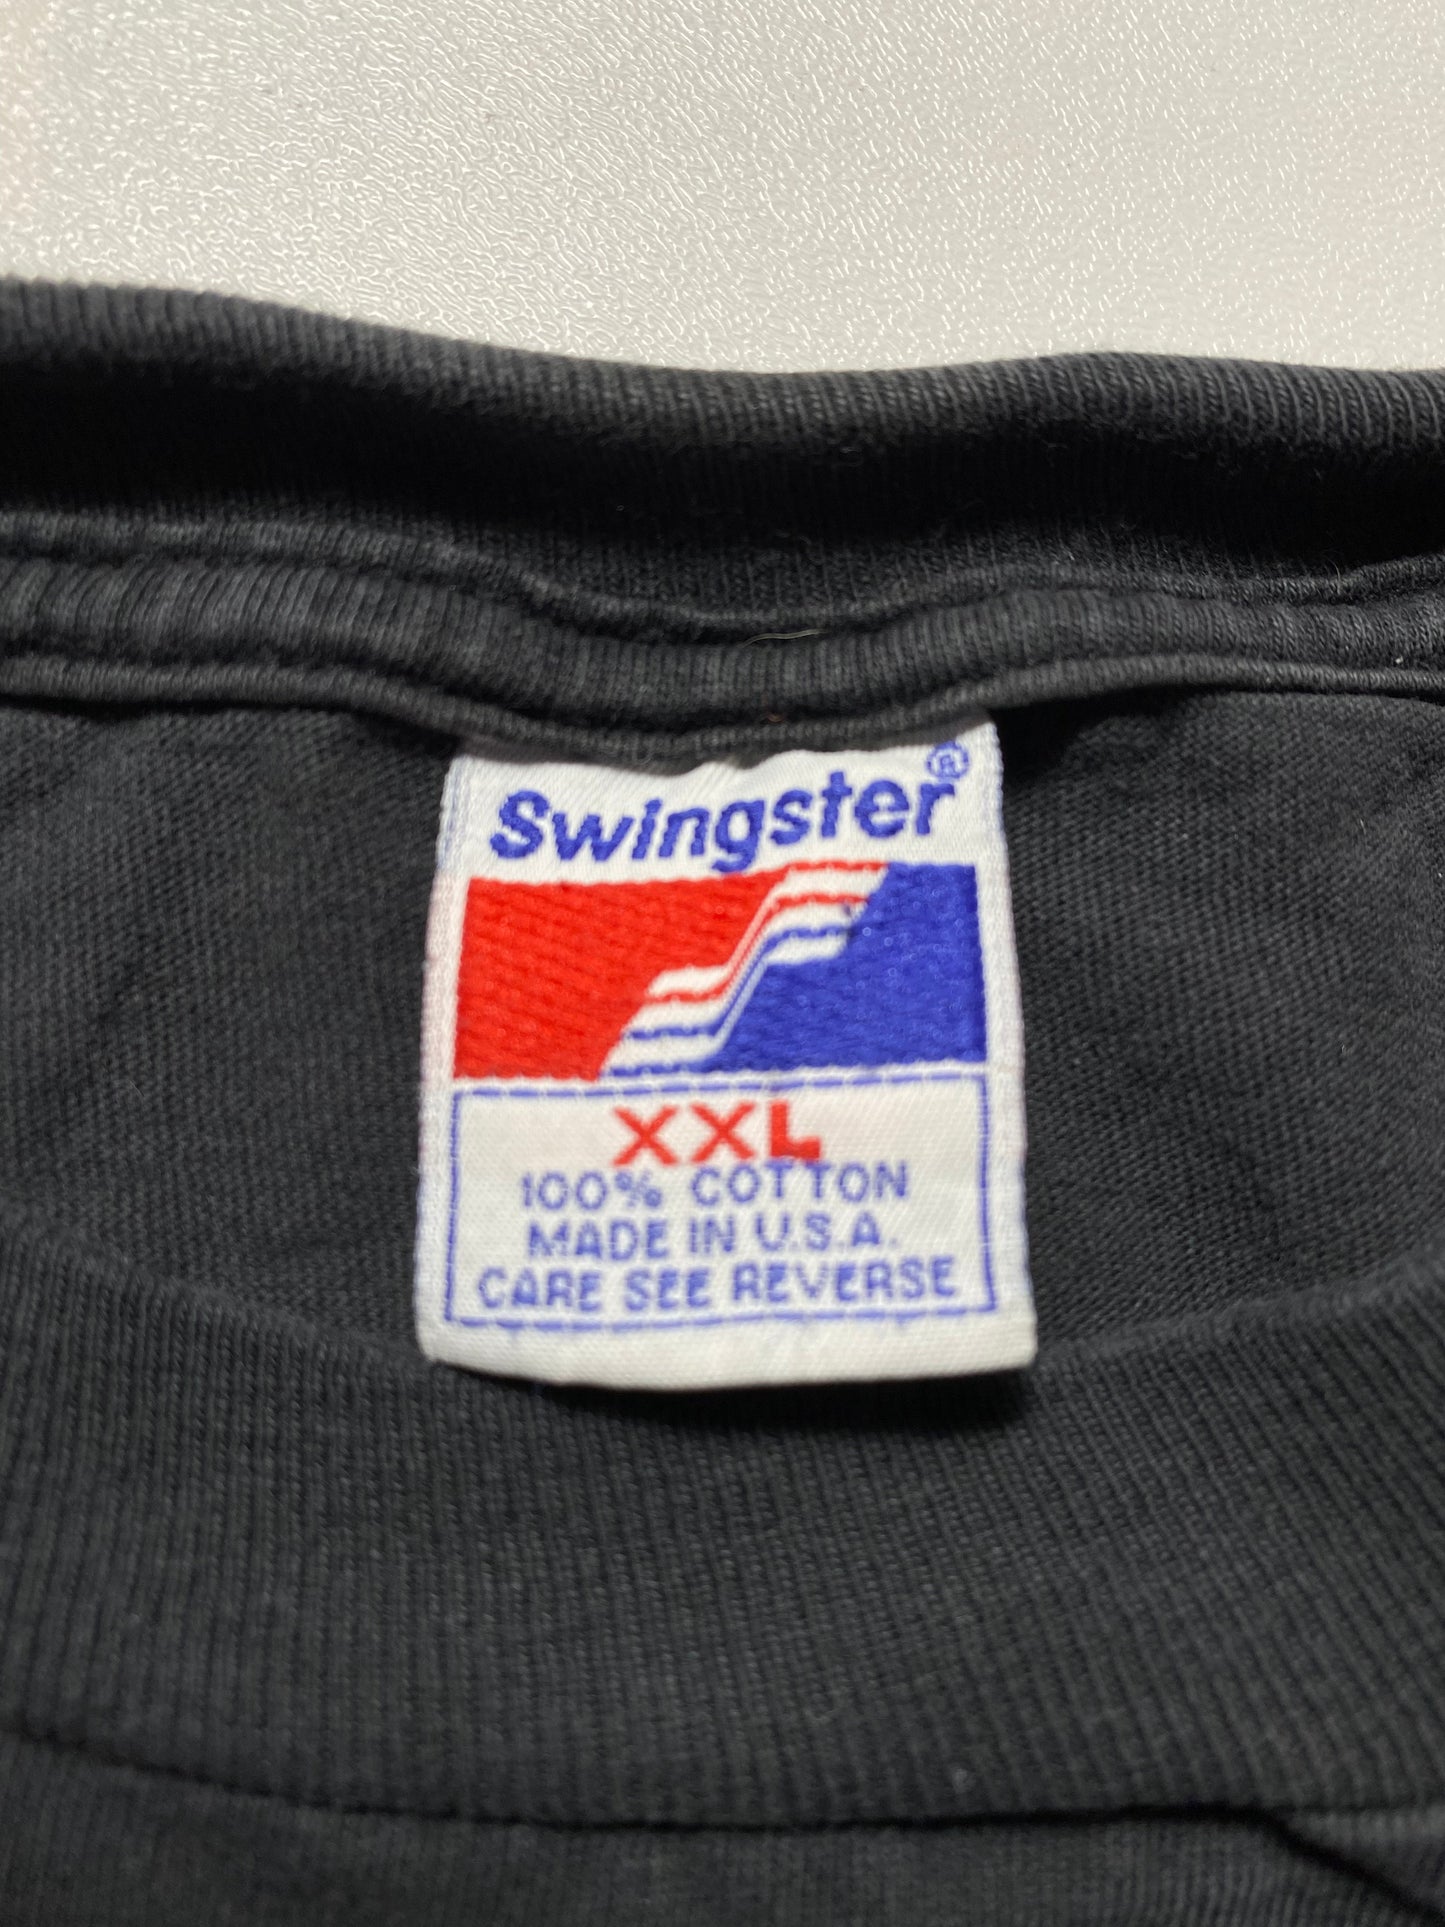 Swingster®
XXL
100% COTTON
MADE IN U.S.A.
CARE SEE REVERSE